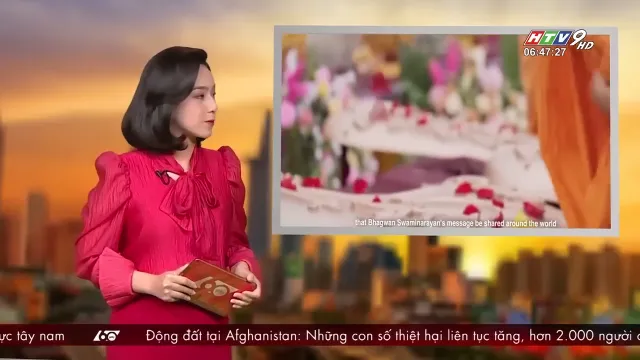 HTV9 HD
06:47:27
that Bhagwan Swaminarayan's message be shared around the world
ực tây nam 60 Động đất tại Afghanistan: Những con số thiệt hại liên tục tăng, hơn 2.000 người